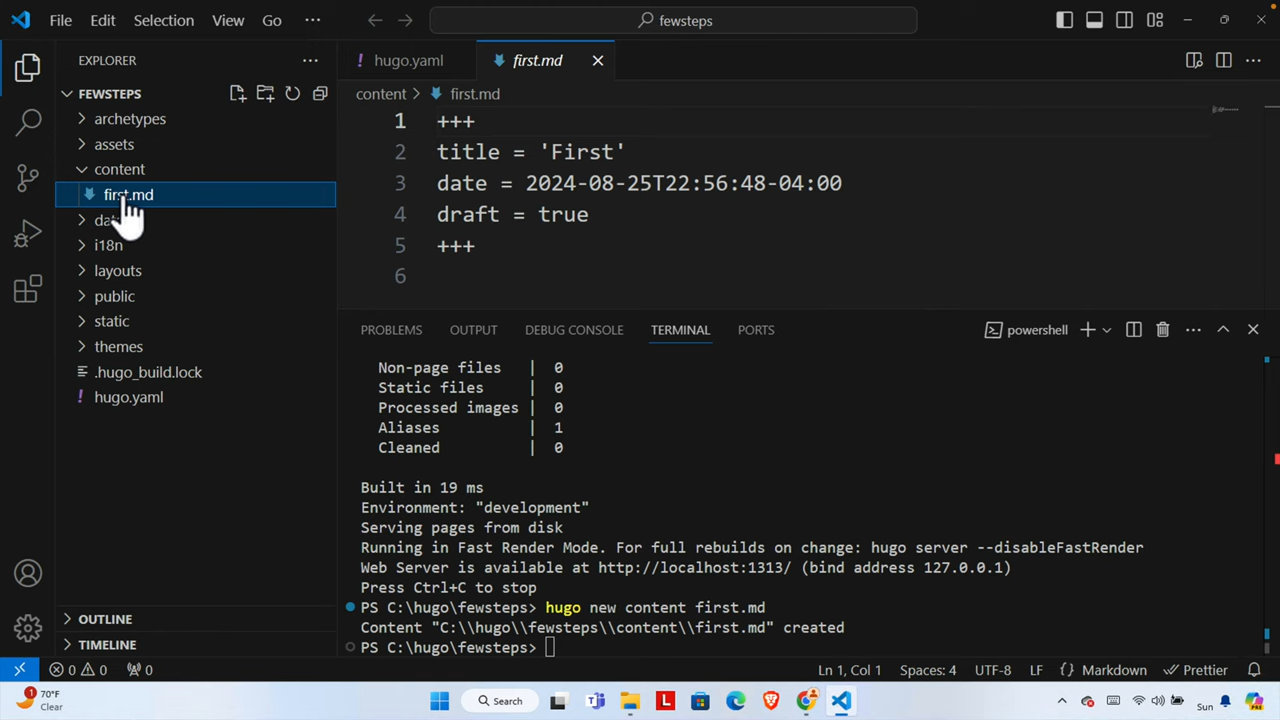 File Edit Selection View Go ··· fewsteps
EXPLORER ···
hugo.yaml
first.md
FEWSTEPS
content > first.md
archetypes
assets
content
first.md
i18n
layouts
public
static
themes
.hugo_build.lock
hugo.yaml
1 +++
2 title = 'First'
3 date = 2024-08-25T22:56:48-04:00
4 draft = true
5 +++
6
PROBLEMS OUTPUT DEBUG CONSOLE TERMINAL PORTS powershell
Non-page files | 0
Static files | 0
Processed images | 0
Aliases | 1
Cleaned | 0
Built in 19 ms
Environment: "development"
Serving pages from disk
Running in Fast Render Mode. For full rebuilds on change: hugo server --disableFastRender
Web Server is available at http://localhost:1313/ (bind address 127.0.0.1)
Press Ctrl+C to stop
PS C:\hugo\fewsteps> hugo new content first.md
Content "C:\\hugo\\fewsteps\\content\\first.md" created
PS C:\hugo\fewsteps>
OUTLINE
TIMELINE
0 0 0 Ln 1, Col 1 Spaces: 4 UTF-8 LF {} Markdown Prettier
1 70°F
Clear
Search
L
Sun